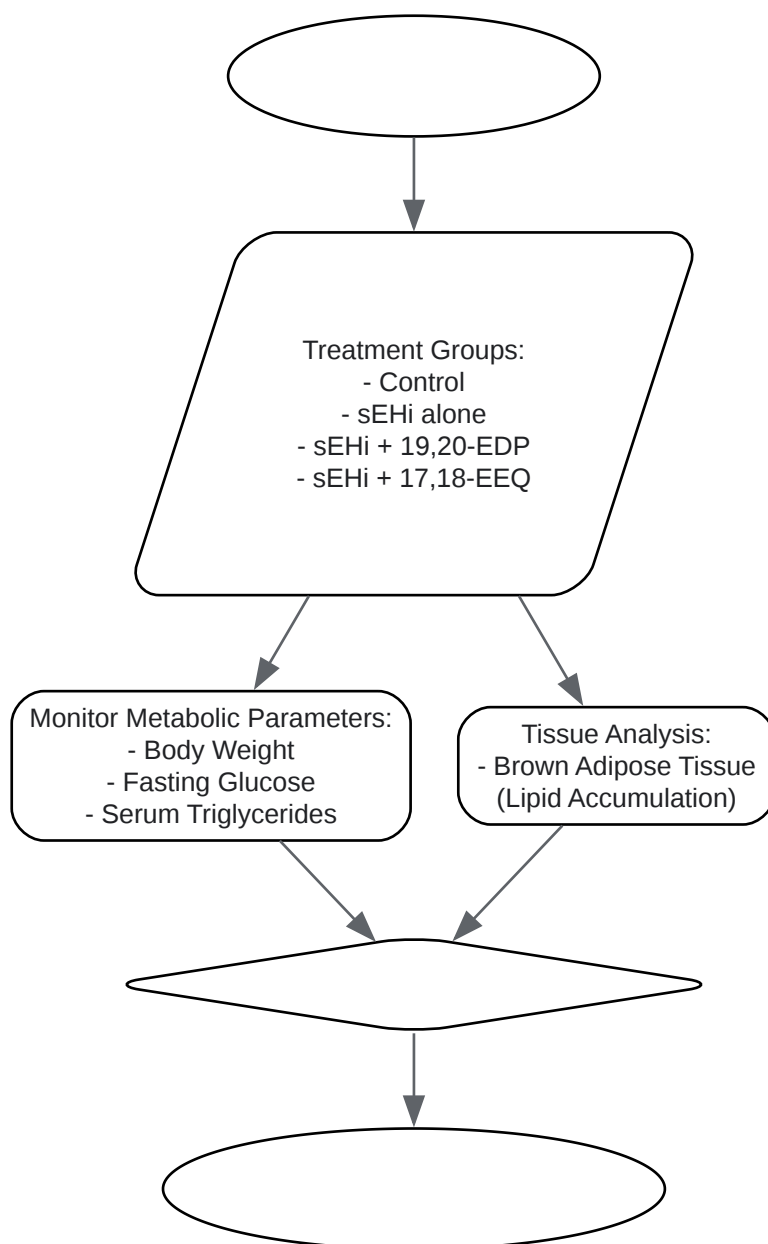 Treatment Groups:
- Control
- sEHi alone
- sEHi + 19,20-EDP
- sEHi + 17,18-EEQ
Monitor Metabolic Parameters:
- Body Weight
- Fasting Glucose
- Serum Triglycerides
Tissue Analysis:
- Brown Adipose Tissue
(Lipid Accumulation)